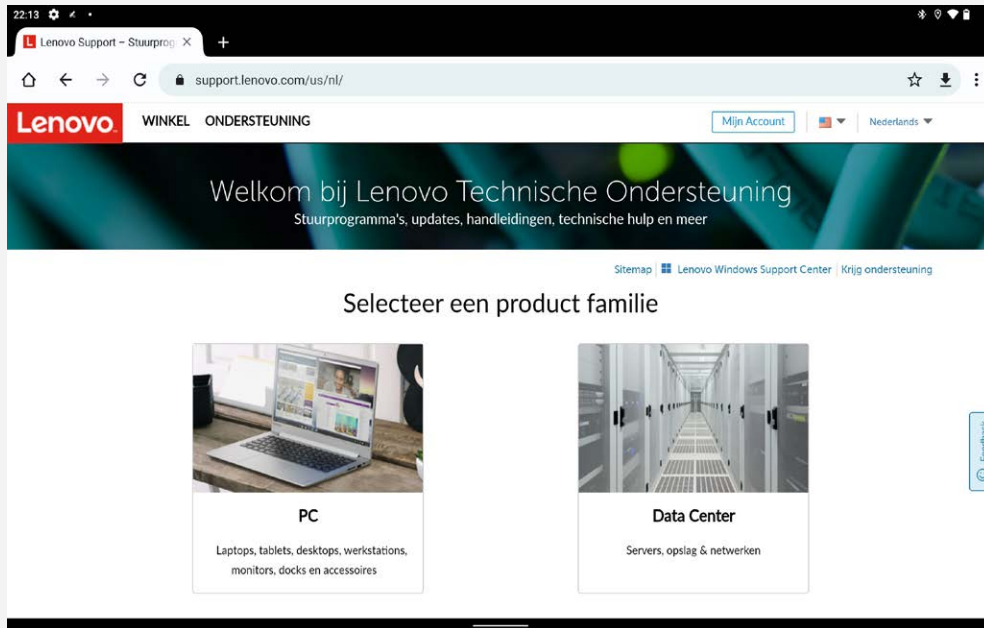 22:13
Lenovo Support – Stuurprog
support.lenovo.com/us/nl/
Lenovo
WINKEL ONDERSTEUNING
Mijn Account
Nederlands
Welkom bij Lenovo Technische Ondersteuning
Stuurprogramma's, updates, handleidingen, technische hulp en meer
Sitemap Lenovo Windows Support Center Krijg ondersteuning
Selecteer een product familie
Feedback
PC
Laptops, tablets, desktops, werkstations,
monitors, docks en accessoires
Data Center
Servers, opslag & netwerken